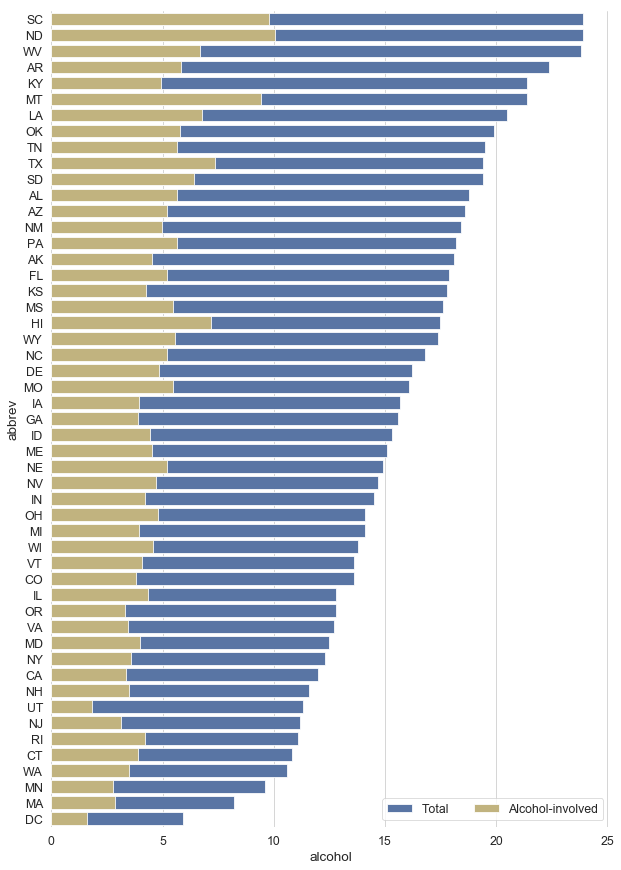 SC
ND
WV
AR
KY
MT
LA
OK
TN
TX
SD
AL
AZ
NM
PA
AK
FL
KS
MS
HI
WY
NC
DE
MO
IA
GA
ID
ME
NE
NV
IN
OH
MI
WI
VT
CO
IL
OR
VA
MD
NY
CA
NH
UT
NJ
RI
CT
WA
MN
MA
DC
abbrev
Total Alcohol-involved
0 5 10 15 20 25
alcohol